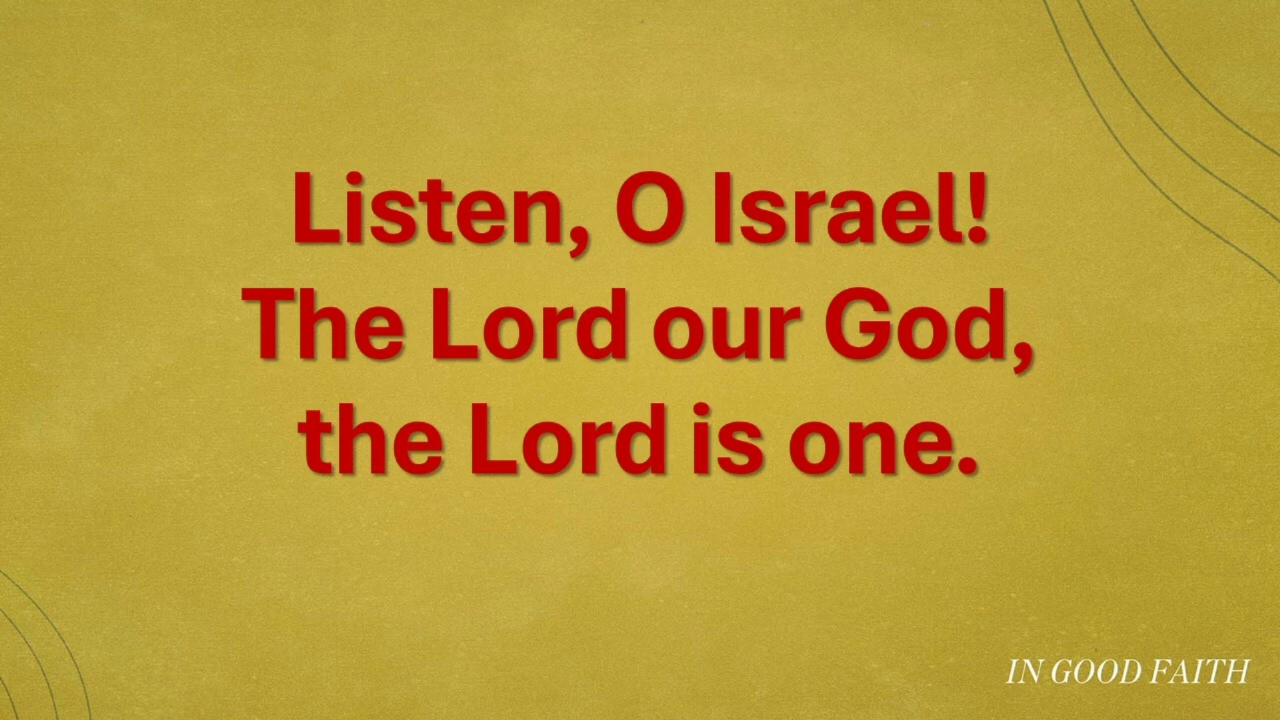 Listen, O Israel!
The Lord our God,
the Lord is one.
IN GOOD FAITH